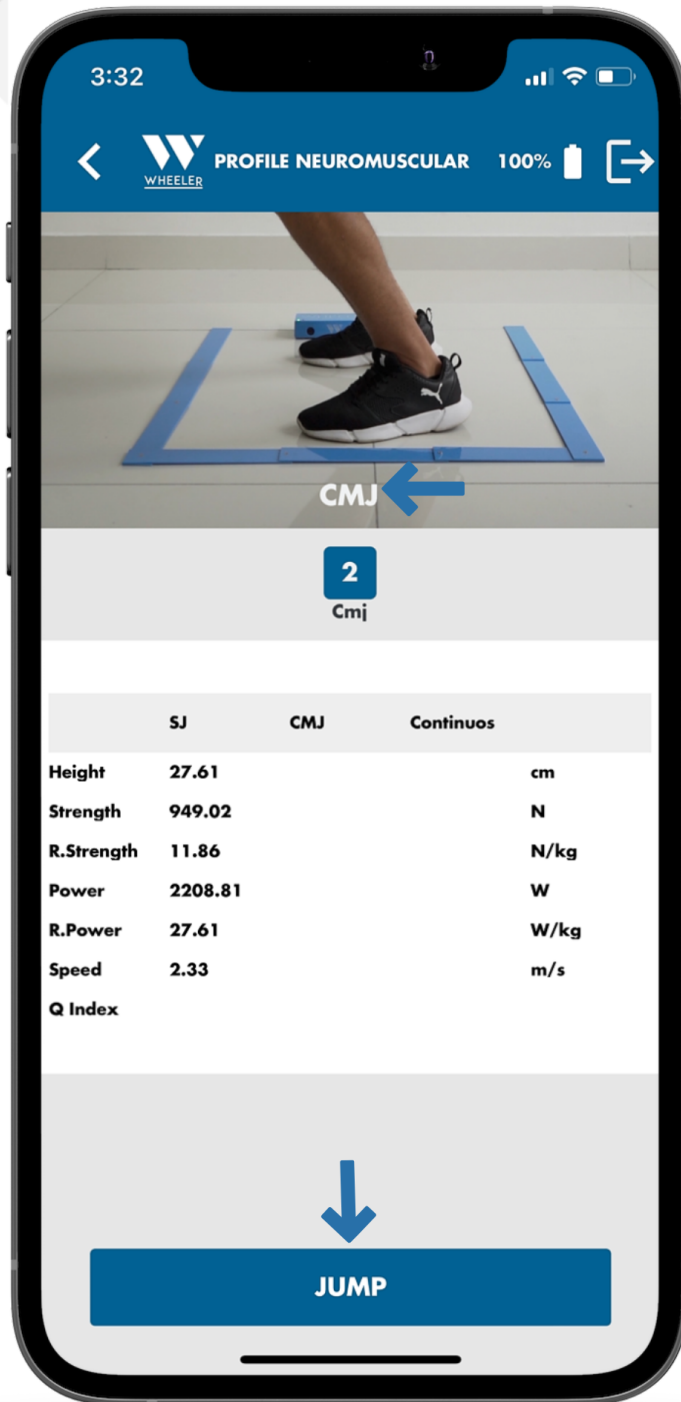 3:32
WHEELER
PROFILE NEUROMUSCULAR 100%
CMJ
2
Cmj
SJ CMJ Continuos
Height 27.61 cm
Strength 949.02 N
R.Strength 11.86 N/kg
Power 2208.81 W
R.Power 27.61 W/kg
Speed 2.33 m/s
Q Index
JUMP